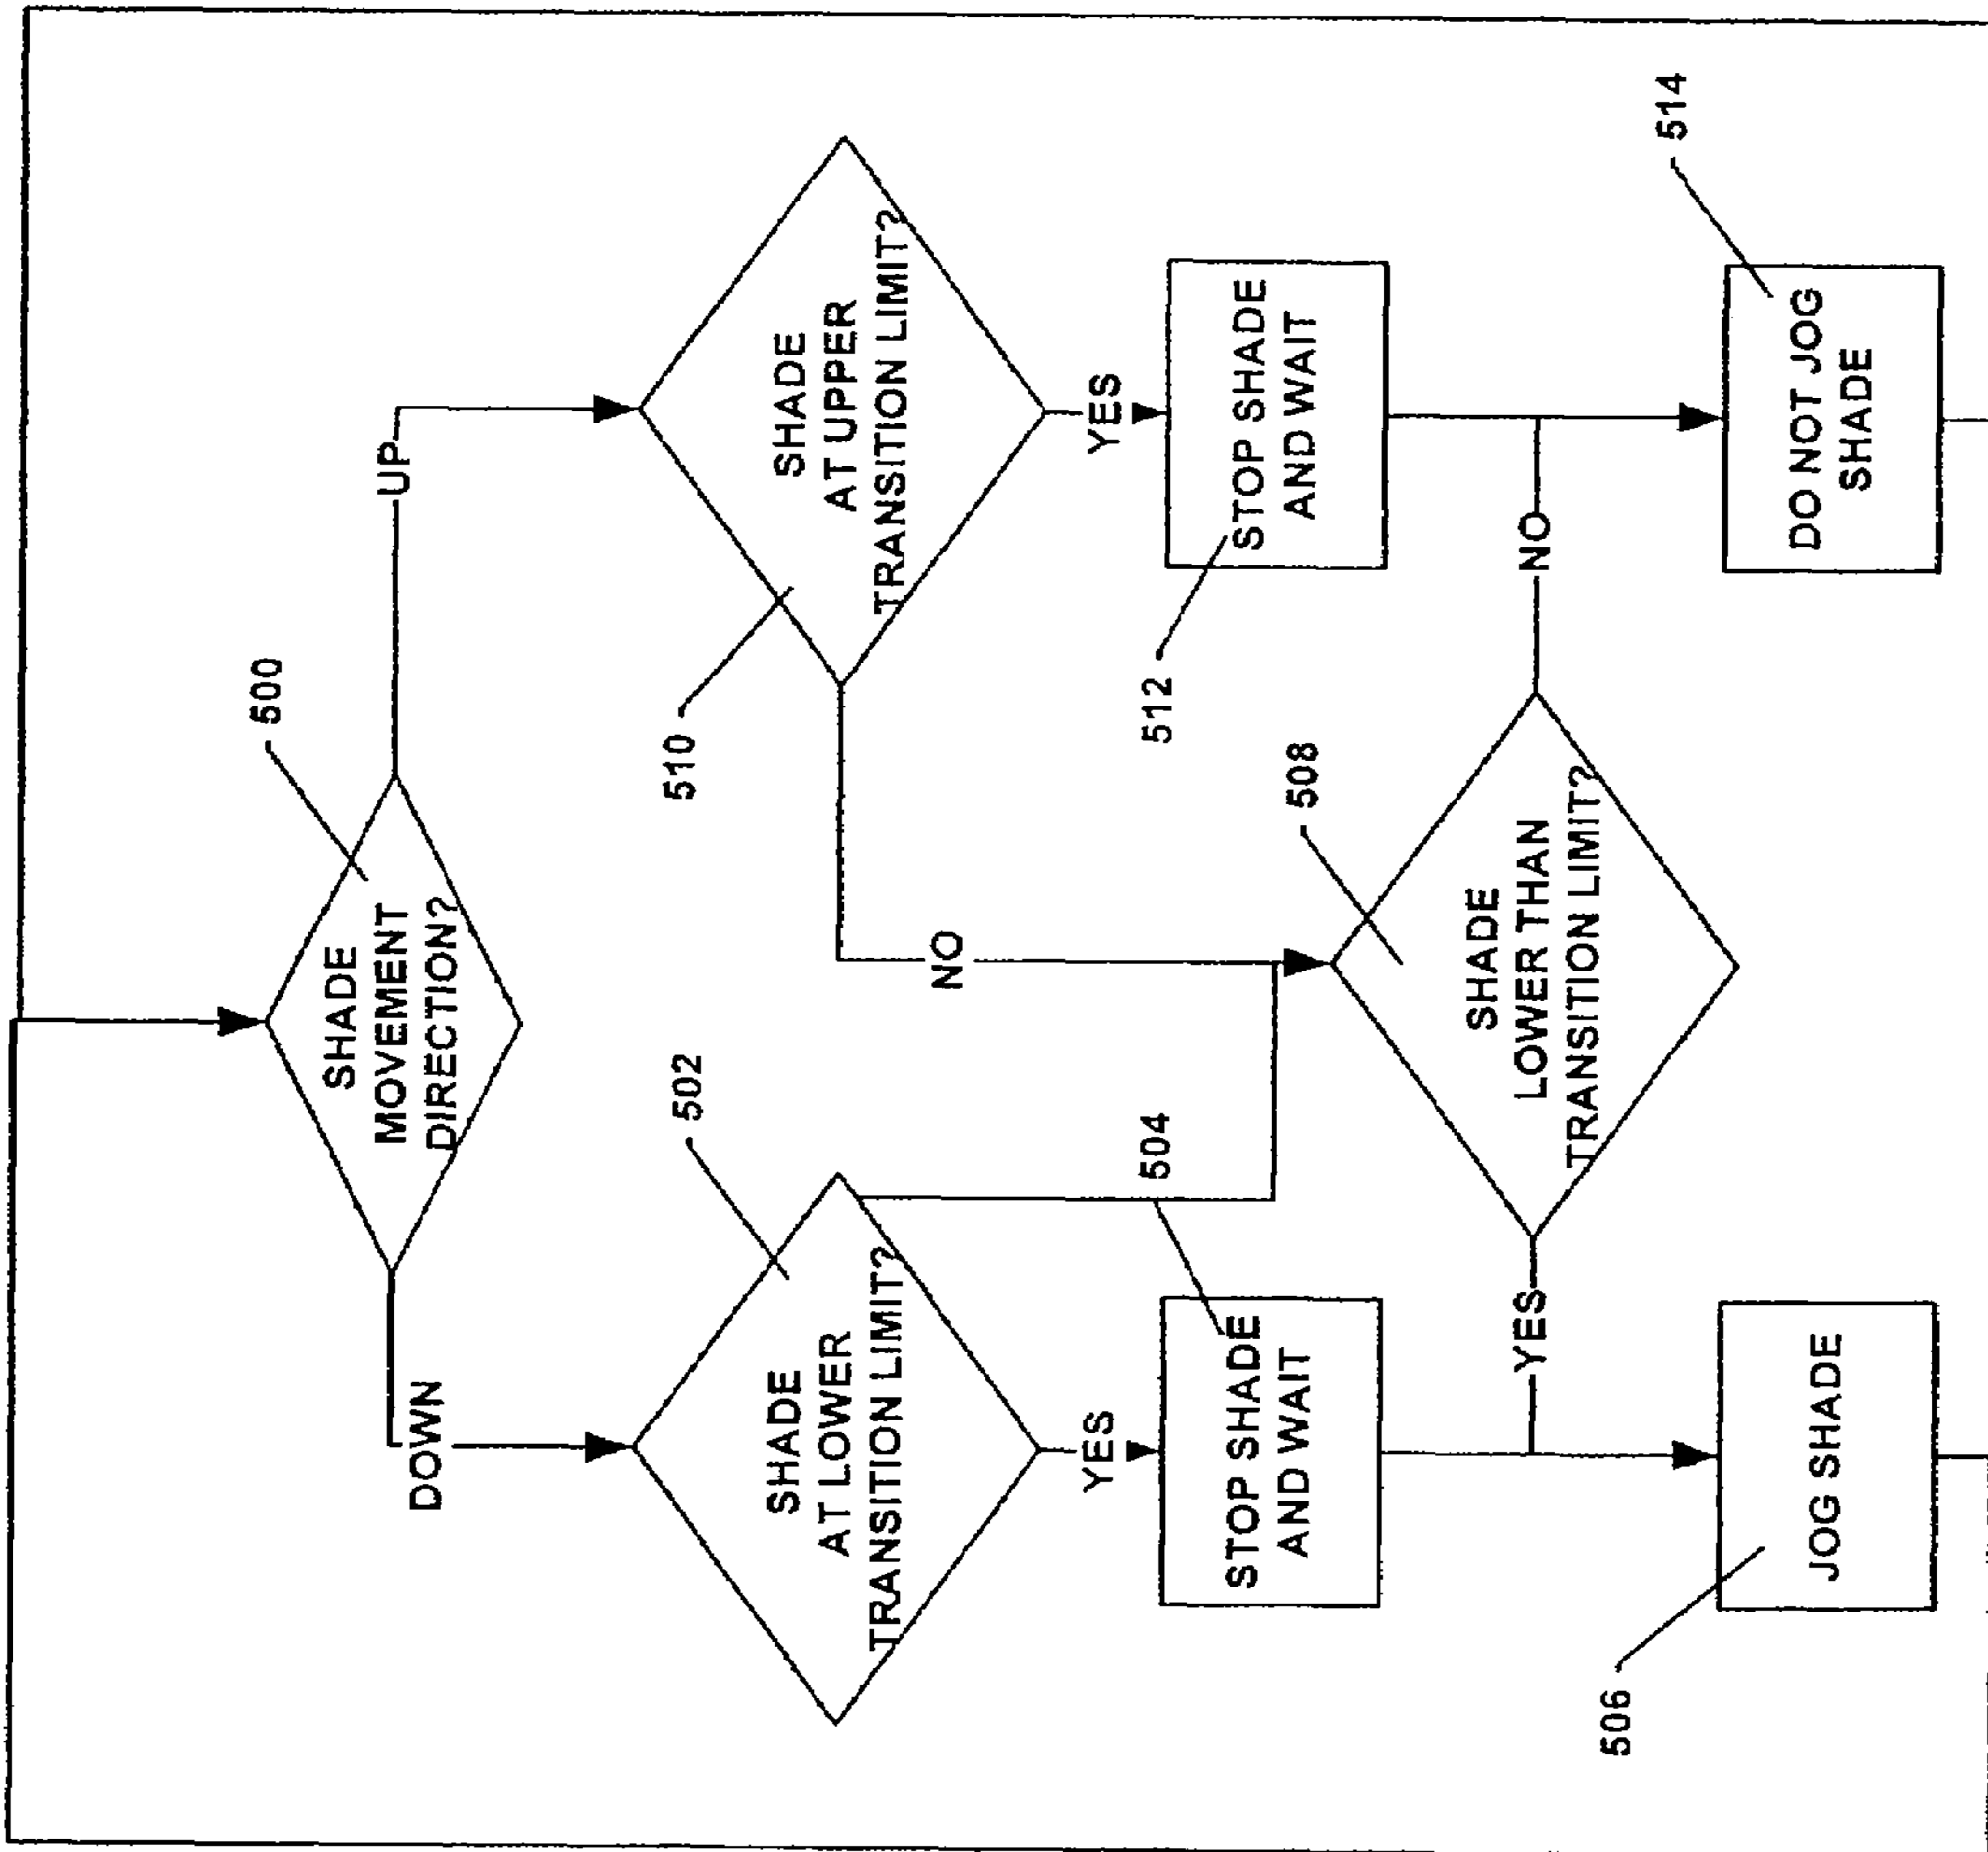 SHADE
MOVEMENT
DIRECTION?
500
DOWN
UP
SHADE
AT LOWER
TRANSITION LIMIT?
502
SHADE
AT UPPER
TRANSITION LIMIT?
510
NO
YES
YES
STOP SHADE
AND WAIT
504
STOP SHADE
AND WAIT
512
SHADE
LOWER THAN
TRANSITION LIMIT?
508
YES
NO
JOG SHADE
506
DO NOT JOG
SHADE
514